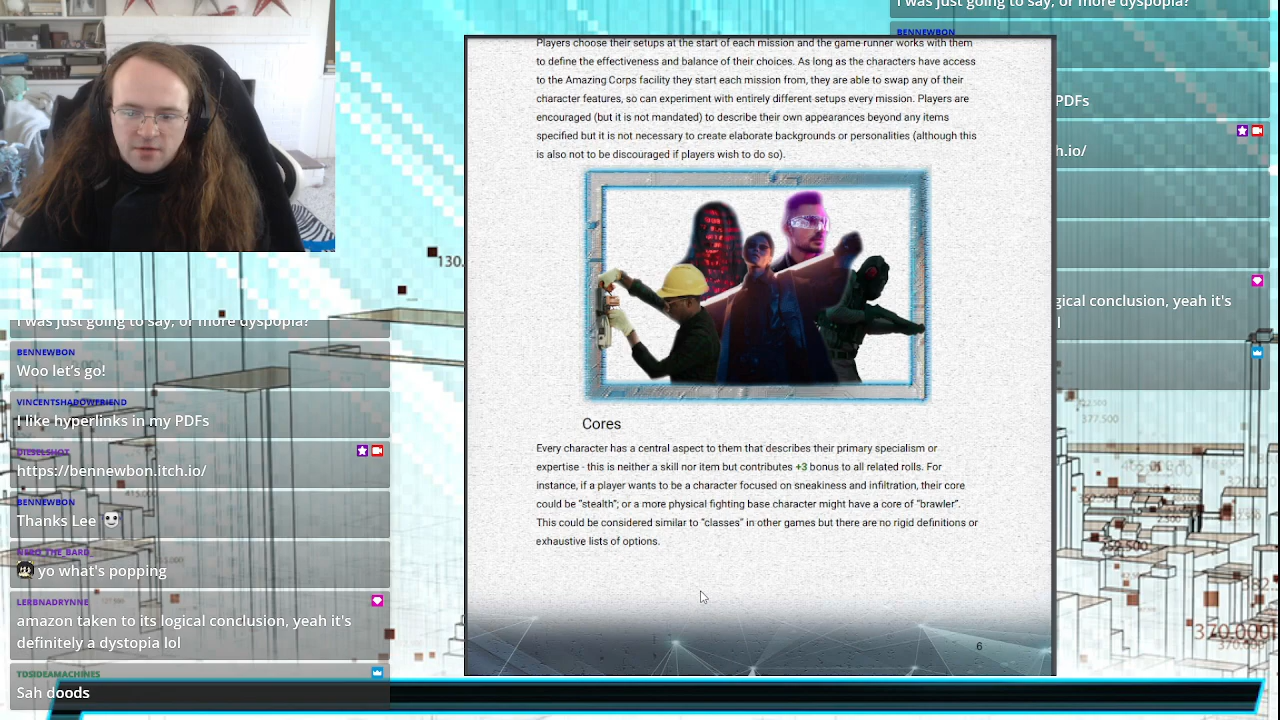 I was just going to say, or more dyspopia?
BENNEWBON
Woo let's go!
VINCENTSHADOWFRIEND
I like hyperlinks in my PDFs
DIESELSHOT
https://bennewbon.itch.io/
BENNEWBON
Thanks Lee
NERO_THE_BARD_
yo what's popping
LERBNADRYNNE
amazon taken to its logical conclusion, yeah it's
definitely a dystopia lol
TDSIDEAMACHINES
Sah doods
130.
Players choose their setups at the start of each mission and the game-runner works with them
to define the effectiveness and balance of their choices. As long as the characters have access
to the Amazing Corps facility they start each mission from, they are able to swap any of their
character features, so can experiment with entirely different setups every mission. Players are
encouraged (but it is not mandated) to describe their own appearances beyond any items
specified but it is not necessary to create elaborate backgrounds or personalities (although this
is also not to be discouraged if players wish to do so).
Cores
Every character has a central aspect to them that describes their primary specialism or
expertise - this is neither a skill nor item but contributes +3 bonus to all related rolls. For
instance, if a player wants to be a character focused on sneakiness and infiltration, their core
could be “stealth”; or a more physical fighting base character might have a core of “brawler”.
This could be considered similar to “classes” in other games but there are no rigid definitions or
exhaustive lists of options.
6
I was just going to say, or more dyspopia?
BENNEWBON
PDFs
h.io/
gical conclusion, yeah it's
l
377.500
370.000